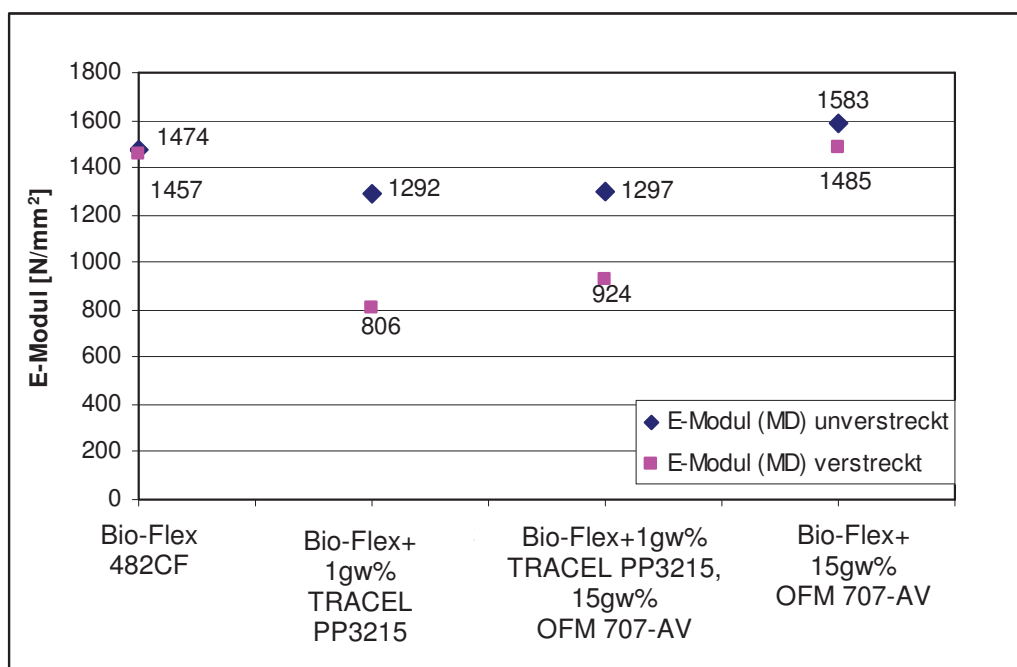 E-Modul [N/mm²]
1800
1600
1400
1200
1000
800
600
400
200
0
1474
1457
1292
806
1297
924
1583
1485
E-Modul (MD) unverstreckt
E-Modul (MD) verstreckt
Bio-Flex
482CF
Bio-Flex+
1gw%
TRACEL
PP3215
Bio-Flex+1gw%
TRACEL PP3215,
15gw%
OFM 707-AV
Bio-Flex+
15gw%
OFM 707-AV